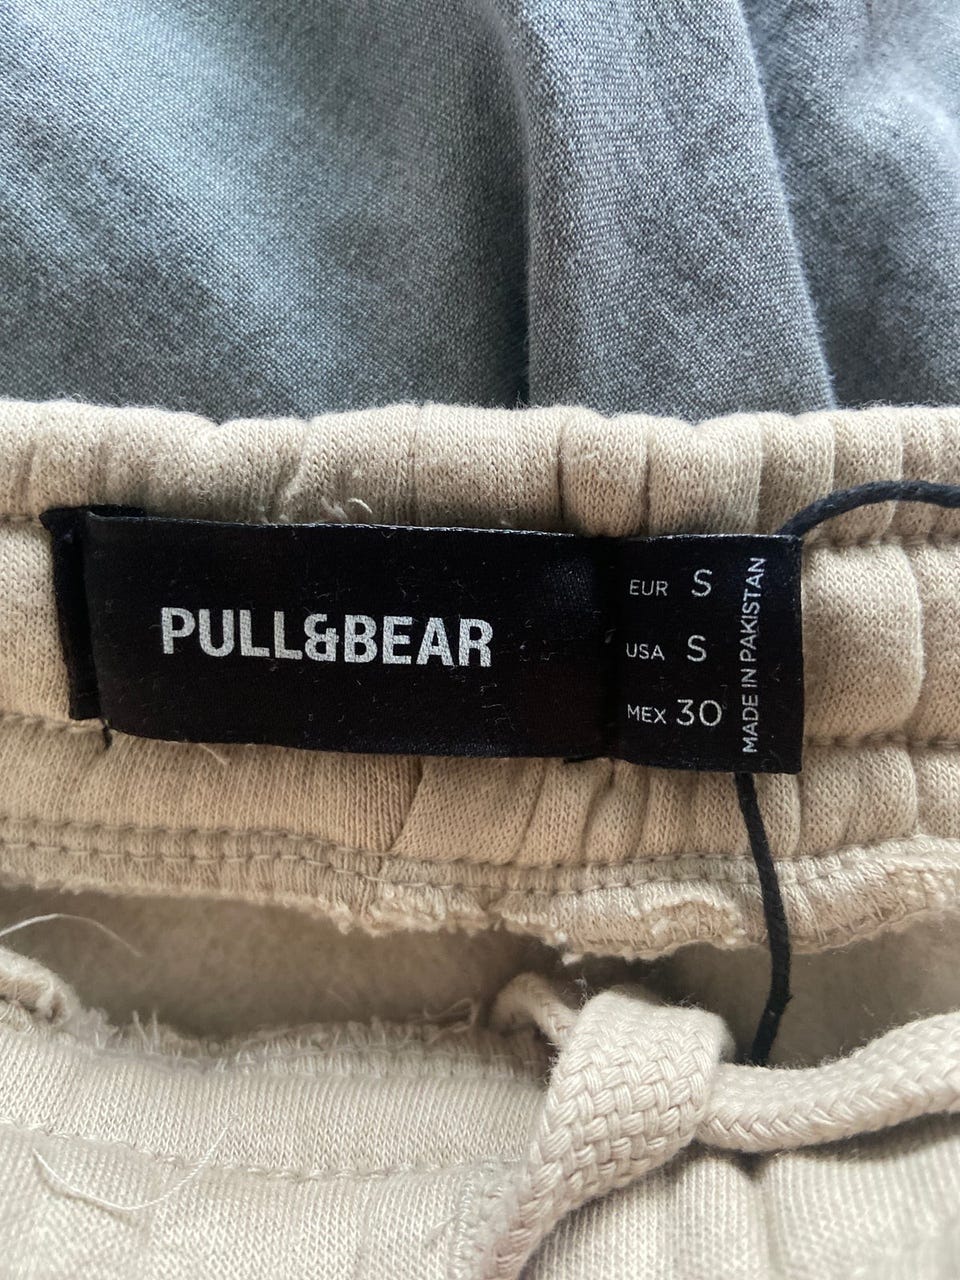 PULL&BEAR
EUR S
USA S
MEX 30
MADE IN PAKISTAN